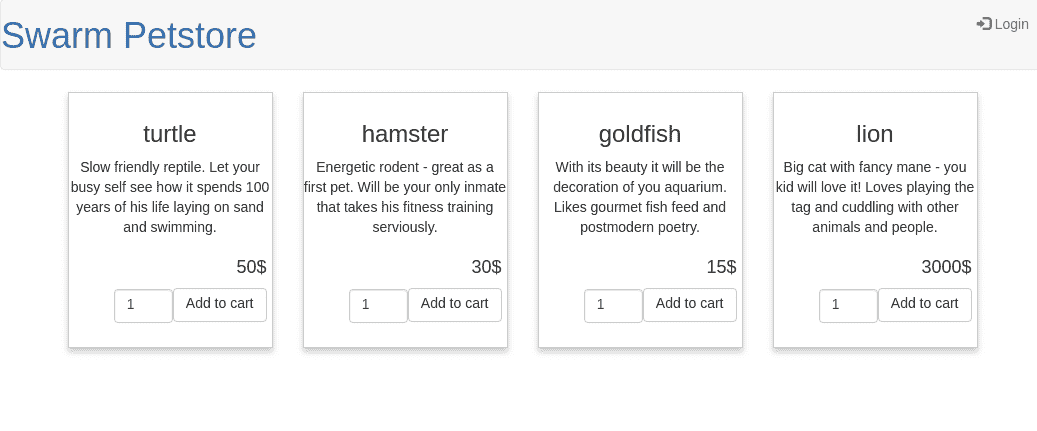 Swarm Petstore
Login
turtle
Slow friendly reptile. Let your
busy self see how it spends 100
years of his life laying on sand
and swimming.
50$
1 Add to cart
hamster
Energetic rodent - great as a
first pet. Will be your only inmate
that takes his fitness training
serviously.
30$
1 Add to cart
goldfish
With its beauty it will be the
decoration of you aquarium.
Likes gourmet fish feed and
postmodern poetry.
15$
1 Add to cart
lion
Big cat with fancy mane - you
kid will love it! Loves playing the
tag and cuddling with other
animals and people.
3000$
1 Add to cart